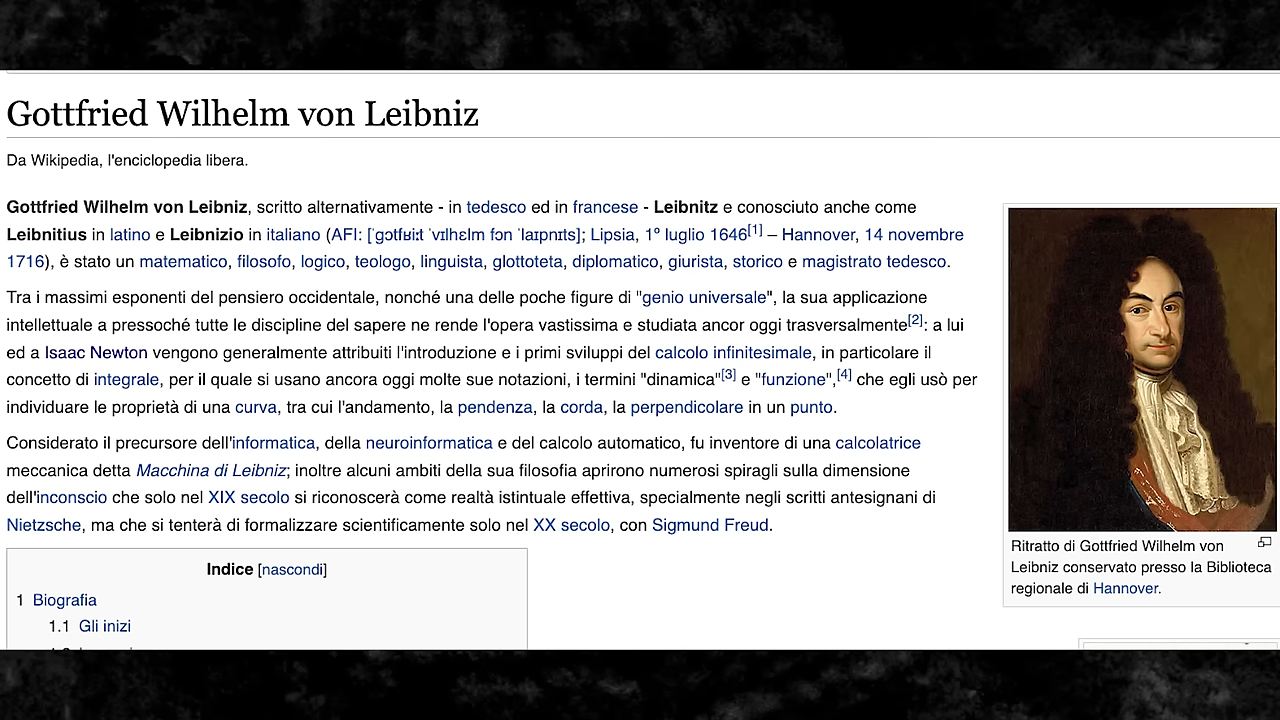 Gottfried Wilhelm von Leibniz
Da Wikipedia, l'enciclopedia libera.
Gottfried Wilhelm von Leibniz, scritto alternativamente - in tedesco ed in francese - Leibnitz e conosciuto anche come
Leibnitius in latino e Leibnizio in italiano (AFI: [ˈɡɔtfʁiːt ˈvɪlhɛlm fɔn ˈlaɪpnɪts]; Lipsia, 1º luglio 1646[1] – Hannover, 14 novembre
1716), è stato un matematico, filosofo, logico, teologo, linguista, glottoteta, diplomatico, giurista, storico e magistrato tedesco.
Tra i massimi esponenti del pensiero occidentale, nonché una delle poche figure di "genio universale", la sua applicazione
intellettuale a pressoché tutte le discipline del sapere ne rende l'opera vastissima e studiata ancor oggi trasversalmente[2]: a lui
ed a Isaac Newton vengono generalmente attribuiti l'introduzione e i primi sviluppi del calcolo infinitesimale, in particolare il
concetto di integrale, per il quale si usano ancora oggi molte sue notazioni, i termini "dinamica"[3] e "funzione",[4] che egli usò per
individuare le proprietà di una curva, tra cui l'andamento, la pendenza, la corda, la perpendicolare in un punto.
Considerato il precursore dell'informatica, della neuroinformatica e del calcolo automatico, fu inventore di una calcolatrice
meccanica detta Macchina di Leibniz; inoltre alcuni ambiti della sua filosofia aprirono numerosi spiragli sulla dimensione
dell'inconscio che solo nel XIX secolo si riconoscerà come realtà istintuale effettiva, specialmente negli scritti antesignani di
Nietzsche, ma che si tenterà di formalizzare scientificamente solo nel XX secolo, con Sigmund Freud.
Indice [nascondi]
1 Biografia
1.1 Gli inizi
Ritratto di Gottfried Wilhelm von
Leibniz conservato presso la Biblioteca
regionale di Hannover.